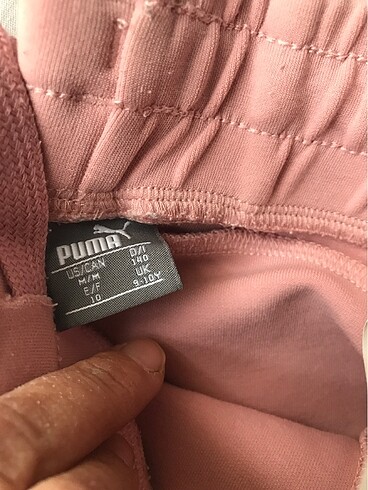 PUMA
US/CAN D/I
M/M 140
E/F UK
10 9-10Y